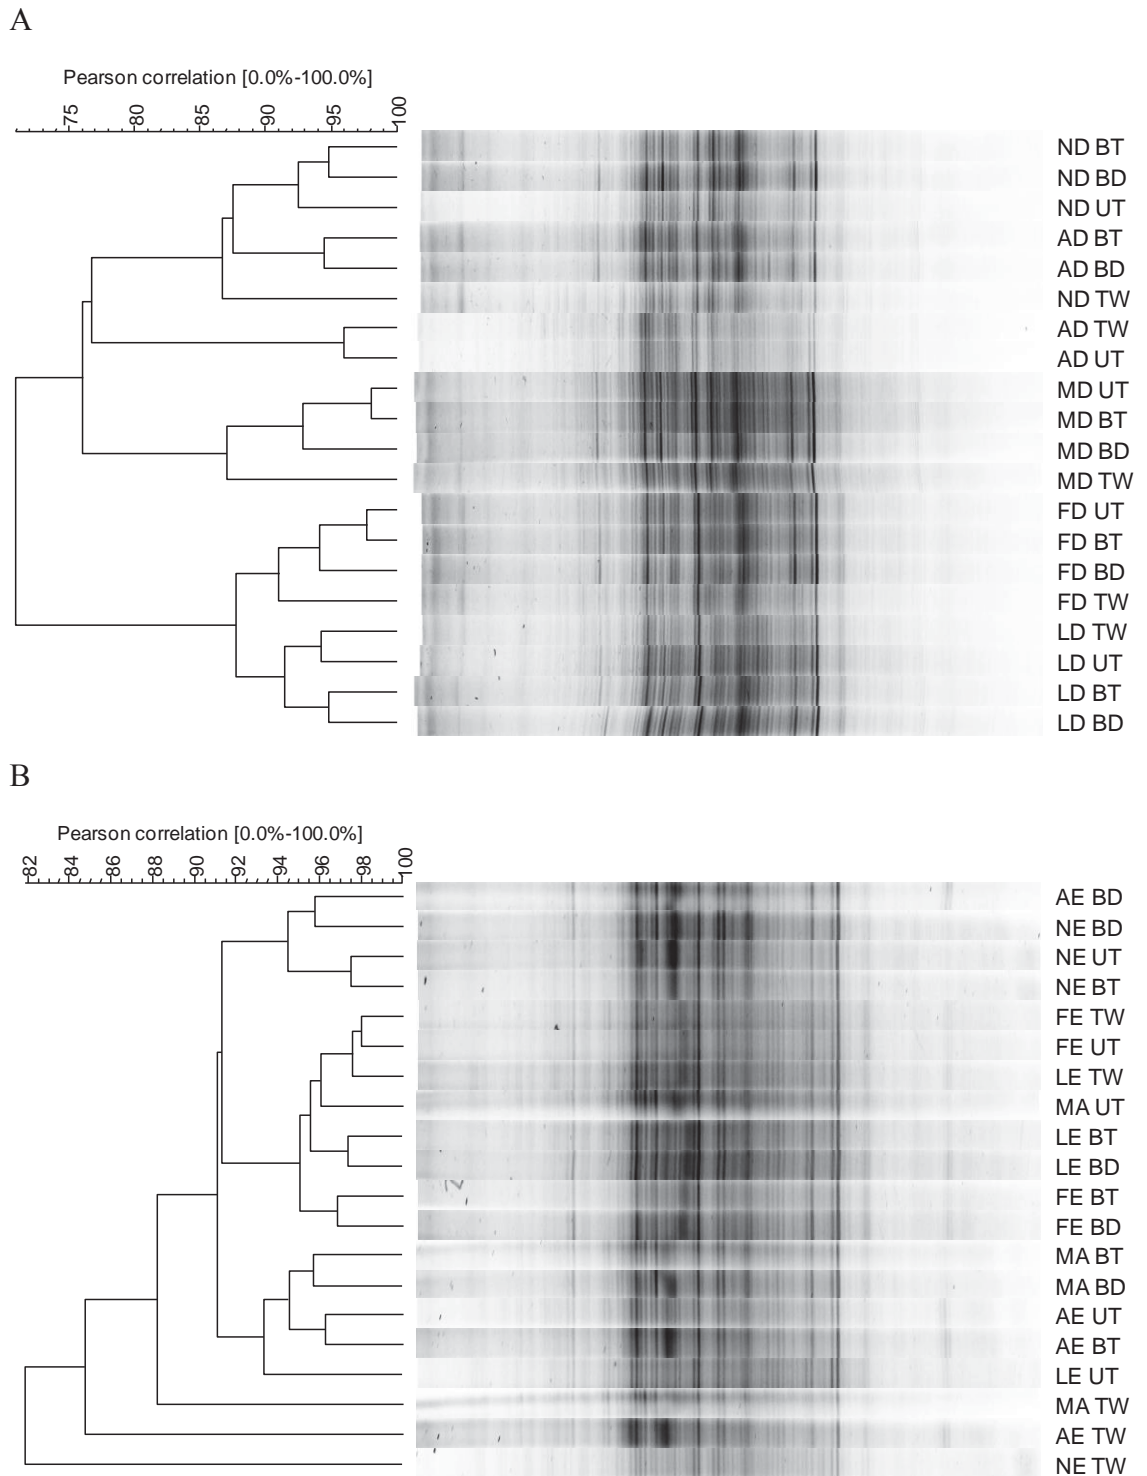 A
Pearson correlation [0.0%-100.0%]
75 80 85 90 95 100
ND BT
ND BD
ND UT
AD BT
AD BD
ND TW
AD TW
AD UT
MD UT
MD BT
MD BD
MD TW
FD UT
FD BT
FD BD
FD TW
LD TW
LD UT
LD BT
LD BD
B
Pearson correlation [0.0%-100.0%]
82 84 86 88 90 92 94 96 98 100
AE BD
NE BD
NE UT
NE BT
FE TW
FE UT
LE TW
MA UT
LE BT
LE BD
FE BT
FE BD
MA BT
MA BD
AE UT
AE BT
LE UT
MA TW
AE TW
NE TW